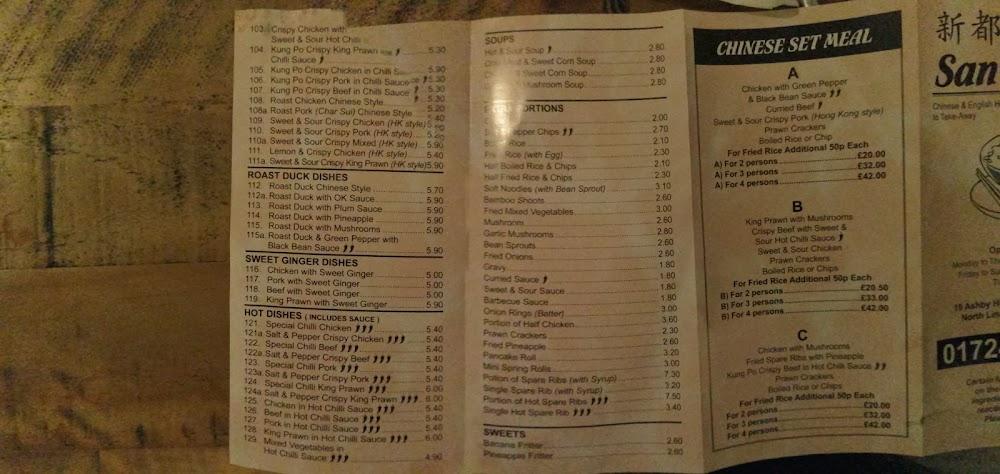 103. Crispy Chicken with
Sweet & Sour Hot Chilli
104. Kung Po Crispy King Prawn
Chilli Sauce 5.30
105. Kung Po Crispy Chicken in Chilli 5.90
106. Kung Po Crispy Pork in Chilli Sauce 5.30
107. Kung Po Crispy Beef in Chilli Sauce 5.30
108. Roast Chicken Chinese Style 5.30
108a. Roast Pork (Char Sui) Chinese Style 5.20
109. Sweet & Sour Crispy Chicken (HK style) 5.40
110. Sweet & Sour Crispy Pork (HK style)
110a. Sweet & Sour Crispy Mixed (HK style) 5.90
111. Lemon & Crispy Chicken (HK style) 5.40
111a. Sweet & Sour Crispy King Prawn (HK style) 5.90
ROAST DUCK DISHES
112. Roast Duck Chinese Style 5.70
112a. Roast Duck with OK Sauce 5.90
113. Roast Duck with Plum Sauce 5.90
114. Roast Duck with Pineapple 5.90
115. Roast Duck with Mushrooms 5.90
115a. Roast Duck & Green Pepper with
Black Bean Sauce 5.90
SWEET GINGER DISHES
116. Chicken with Sweet Ginger 5.00
117. Pork with Sweet Ginger 5.00
118. Beef with Sweet Ginger 5.00
119. King Prawn with Sweet Ginger 5.90
HOT DISHES ( INCLUDES SAUCE )
121. Special Chilli Chicken 5.40
121a. Salt & Pepper Crispy Chicken 5.40
122. Special Chilli Beef 5.40
122a. Salt & Pepper Crispy Beef 5.40
123. Special Chilli Pork 5.40
123a. Salt & Pepper Crispy Pork 5.40
124. Special Chilli King Prawn 6.00
124a. Salt & Pepper Crispy King Prawn 6.00
125. Chicken in Hot Chilli Sauce 5.40
126. Beef in Hot Chilli Sauce 5.40
127. Pork in Hot Chilli Sauce 5.40
128. King Prawn in Hot Chilli Sauce 6.00
129. Mixed Vegetables in
Hot Chilli Sauce 4.90
SOUPS
Hot & Sour Soup 2.80
Meat & Sweet Corn Soup 2.80
& Sweet Corn Soup 2.80
Mushroom Soup 2.80
PORTIONS
2.00
Pepper Chips 2.70
Rice 2.10
Rice (with Egg) 2.30
Half Boiled Rice & Chips 2.10
Half Fried Rice & Chips 2.30
Soft Noodles (with Bean Sprout) 3.10
Bamboo Shoots 2.60
Fried Mixed Vegetables 3.00
Mushrooms 2.60
Garlic Mushrooms 2.80
Bean Sprouts 2.60
Fried Onions 2.60
Gravy 1.80
Curried Sauce 1.80
Sweet & Sour Sauce 1.80
Barbecue Sauce 1.80
Onion Rings (Batter) 3.00
Portion of Half Chicken 3.60
Prawn Crackers 2.30
Fried Pineapple 2.60
Pancake Roll 3.20
Mini Spring Rolls 3.00
Portion of Spare Ribs (with Syrup) 7.30
Single Spare Rib (with Syrup) 3.20
Portion of Hot Spare Ribs 7.50
Single Hot Spare Rib 3.40
SWEETS
Banana Fritter 2.60
Pineapple Fritter 2.60
CHINESE SET MEAL
A
Chicken with Green Pepper
& Black Bean Sauce
Curried Beef
Sweet & Sour Crispy Pork (Hong Kong style)
Prawn Crackers
Boiled Rice or Chip
For Fried Rice Additional 50p Each
A) For 2 persons £20.00
A) For 3 persons £32.00
A) For 4 persons £42.00
B
King Prawn with Mushrooms
Crispy Beef with Sweet &
Sour Hot Chilli Sauce
Sweet & Sour Chicken
Prawn Crackers
Boiled Rice or Chips
For Fried Rice Additional 50p Each
B) For 2 persons £20.50
B) For 3 persons £33.00
B) For 4 persons £42.00
C
Chicken with Mushrooms
Fried Spare Ribs with Pineapple
Kung Po Crispy Beef in Hot Chilli Sauce
Prawn Crackers
Boiled Rice or Chips
For Fried Rice Additional 50p Each
For 2 persons £20.00
For 3 persons £32.00
For 4 persons £42.00
新都
San
Chinese & English
to Take-Away
Monday to
Friday to
19 Ashby
North
0172
Certain
on the